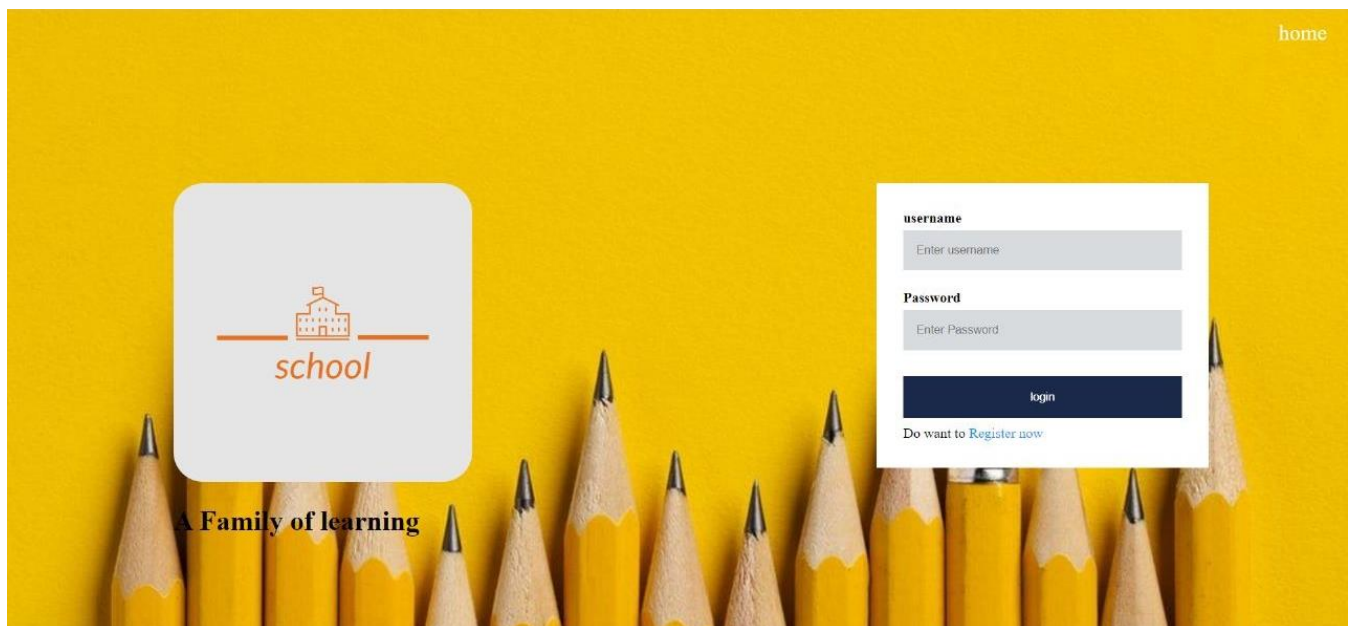 home
school
A Family of learning
username
Enter username
Password
Enter Password
login
Do want to Register now